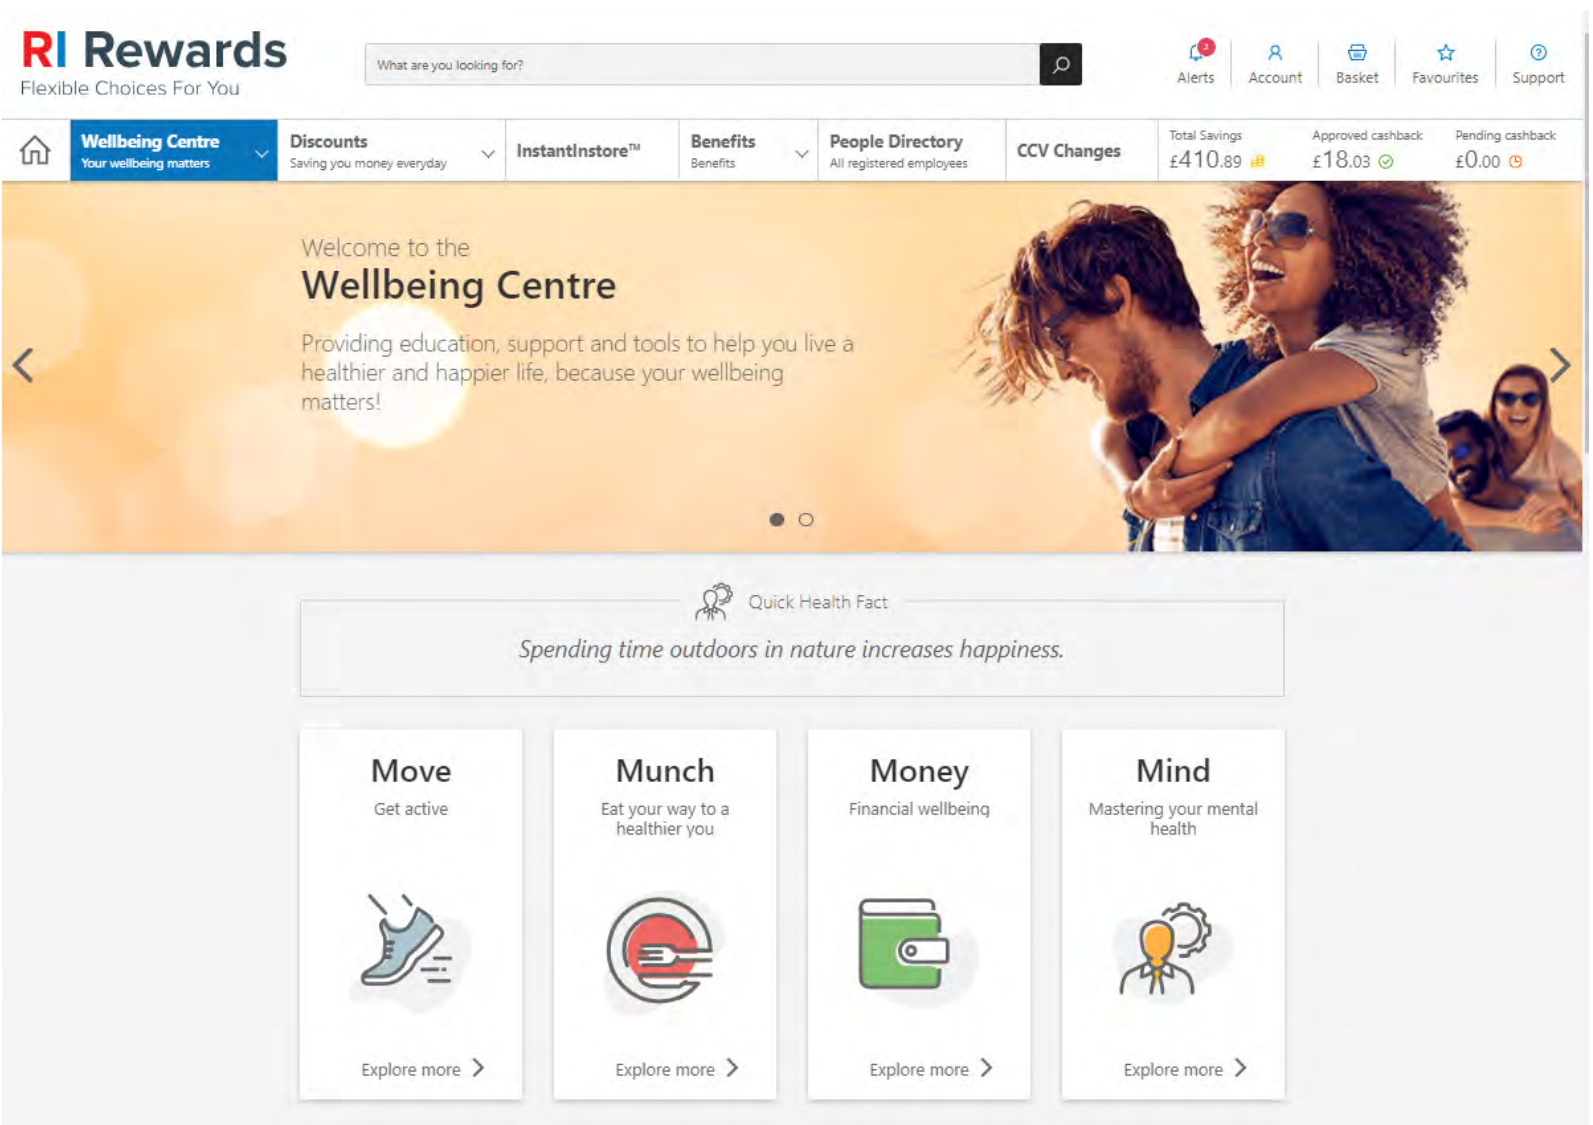 RI Rewards
Flexible Choices For You
What are you looking for?
2
Alerts
Account
Basket
Favourites
Support
Wellbeing Centre
Your wellbeing matters
Discounts
Saving you money everyday
InstantInstore™
Benefits
Benefits
People Directory
All registered employees
CCV Changes
Total Savings
£410.89
Approved cashback
£18.03
Pending cashback
£0.00
Welcome to the
Wellbeing Centre
Providing education, support and tools to help you live a
healthier and happier life, because your wellbeing
matters!
Quick Health Fact
Spending time outdoors in nature increases happiness.
Move
Get active
Explore more
Munch
Eat your way to a
healthier you
Explore more
Money
Financial wellbeing
Explore more
Mind
Mastering your mental
health
Explore more